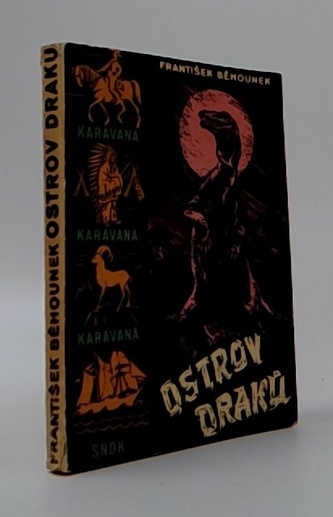 FRANTIŠEK BĚHOUNEK OSTROV DRAKŮ
FRANTIŠEK BĚHOUNEK
KARAVANA
KARAVANA
KARAVANA
SNDK
OSTROV
DRAKŮ